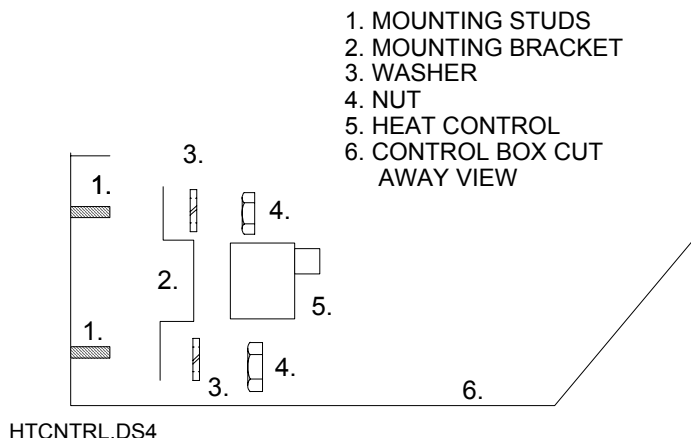 1. MOUNTING STUDS
2. MOUNTING BRACKET
3. WASHER
4. NUT
5. HEAT CONTROL
6. CONTROL BOX CUT
AWAY VIEW
3.
1.
4.
2.
5.
1.
4.
3.
6.
HTCNTRL.DS4